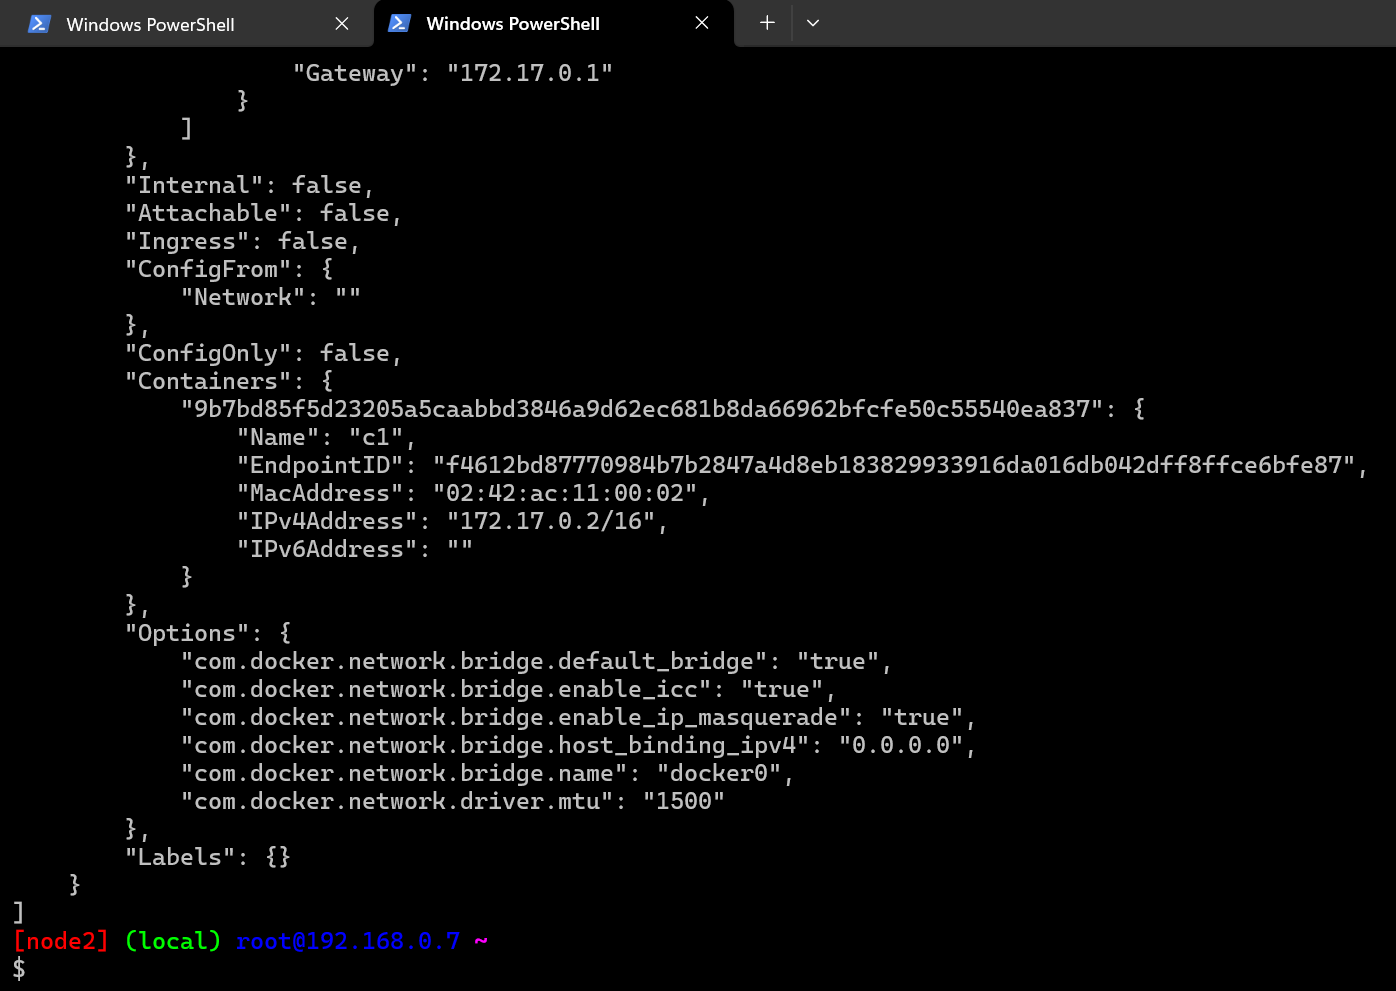 Windows PowerShell
Windows PowerShell
                    "Gateway": "172.17.0.1"
                }
            ]
        },
        "Internal": false,
        "Attachable": false,
        "Ingress": false,
        "ConfigFrom": {
            "Network": ""
        },
        "ConfigOnly": false,
        "Containers": {
            "9b7bd85f5d23205a5caabbd3846a9d62ec681b8da66962bfcfe50c55540ea837": {
                "Name": "c1",
                "EndpointID": "f4612bd87770984b7b2847a4d8eb183829933916da016db042dff8ffce6bfe87",
                "MacAddress": "02:42:ac:11:00:02",
                "IPv4Address": "172.17.0.2/16",
                "IPv6Address": ""
            }
        },
        "Options": {
            "com.docker.network.bridge.default_bridge": "true",
            "com.docker.network.bridge.enable_icc": "true",
            "com.docker.network.bridge.enable_ip_masquerade": "true",
            "com.docker.network.bridge.host_binding_ipv4": "0.0.0.0",
            "com.docker.network.bridge.name": "docker0",
            "com.docker.network.driver.mtu": "1500"
        },
        "Labels": {}
    }
]
[node2] (local) root@192.168.0.7 ~
$